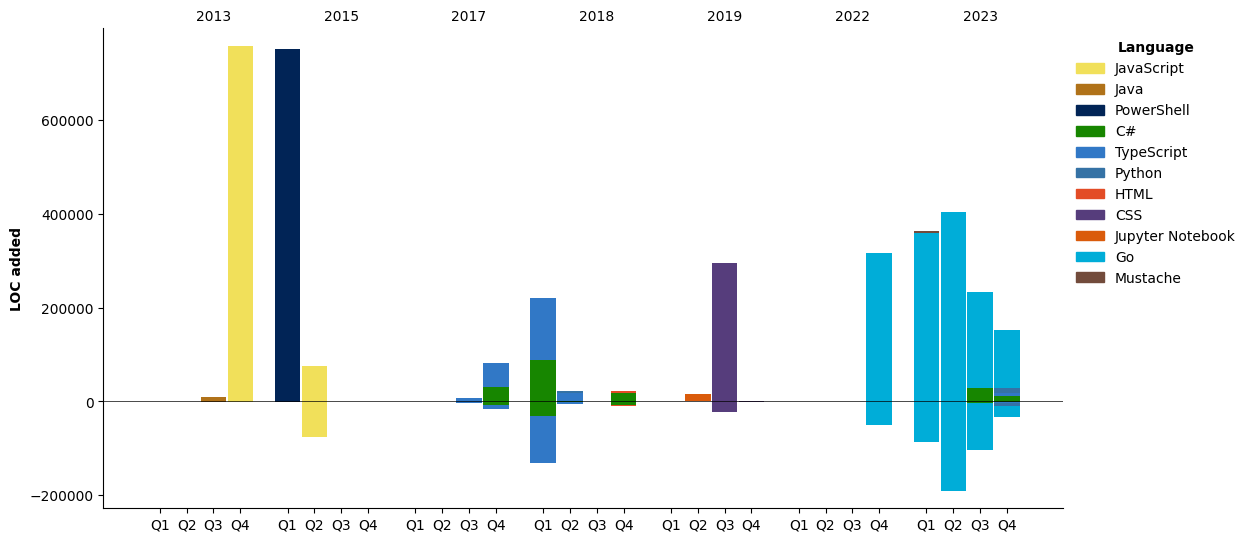 2013 2015 2017 2018 2019 2022 2023
Language
JavaScript
Java
PowerShell
C#
TypeScript
Python
HTML
CSS
Jupyter Notebook
Go
Mustache
LOC added
600000
400000
200000
0
−200000
Q1 Q2 Q3 Q4 Q1 Q2 Q3 Q4 Q1 Q2 Q3 Q4 Q1 Q2 Q3 Q4 Q1 Q2 Q3 Q4 Q1 Q2 Q3 Q4 Q1 Q2 Q3 Q4